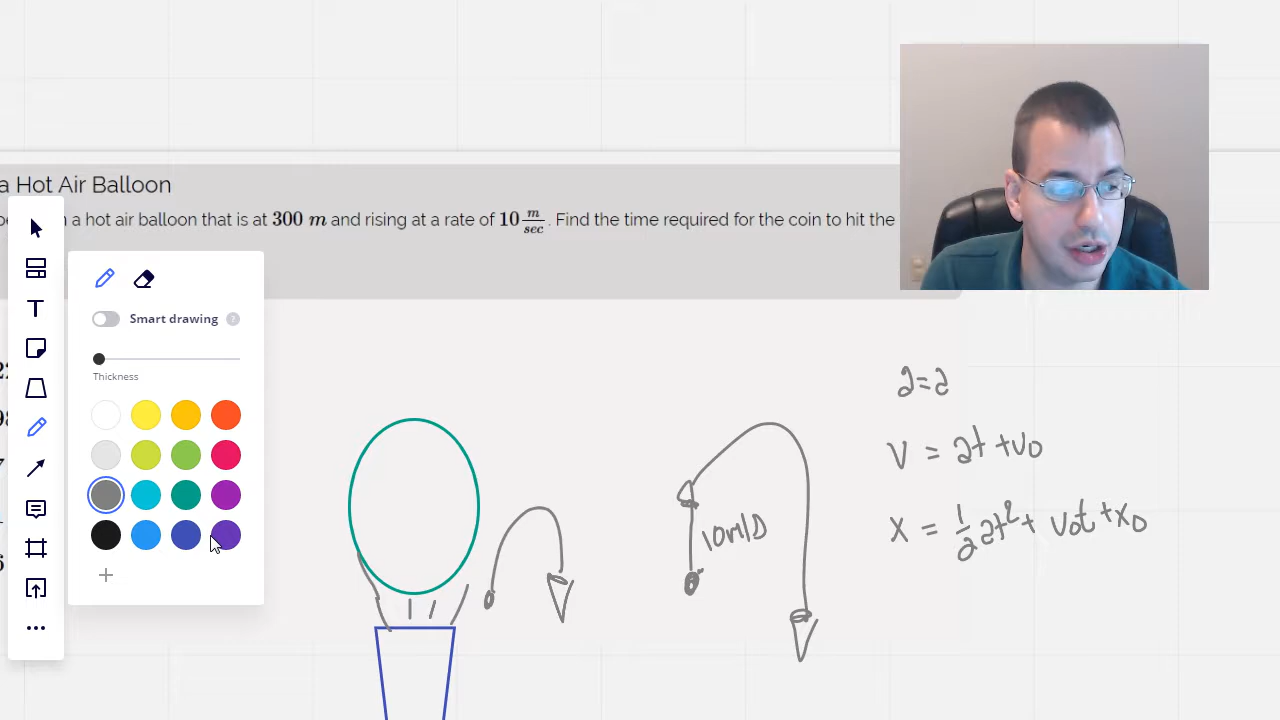 a Hot Air Balloon
n a hot air balloon that is at 300 m and rising at a rate of 10 m/sec. Find the time required for the coin to hit the
Smart drawing ?
Thickness
T
a=a
v = at + v0
x = 1/2 at² + v0t + x0
10m/s